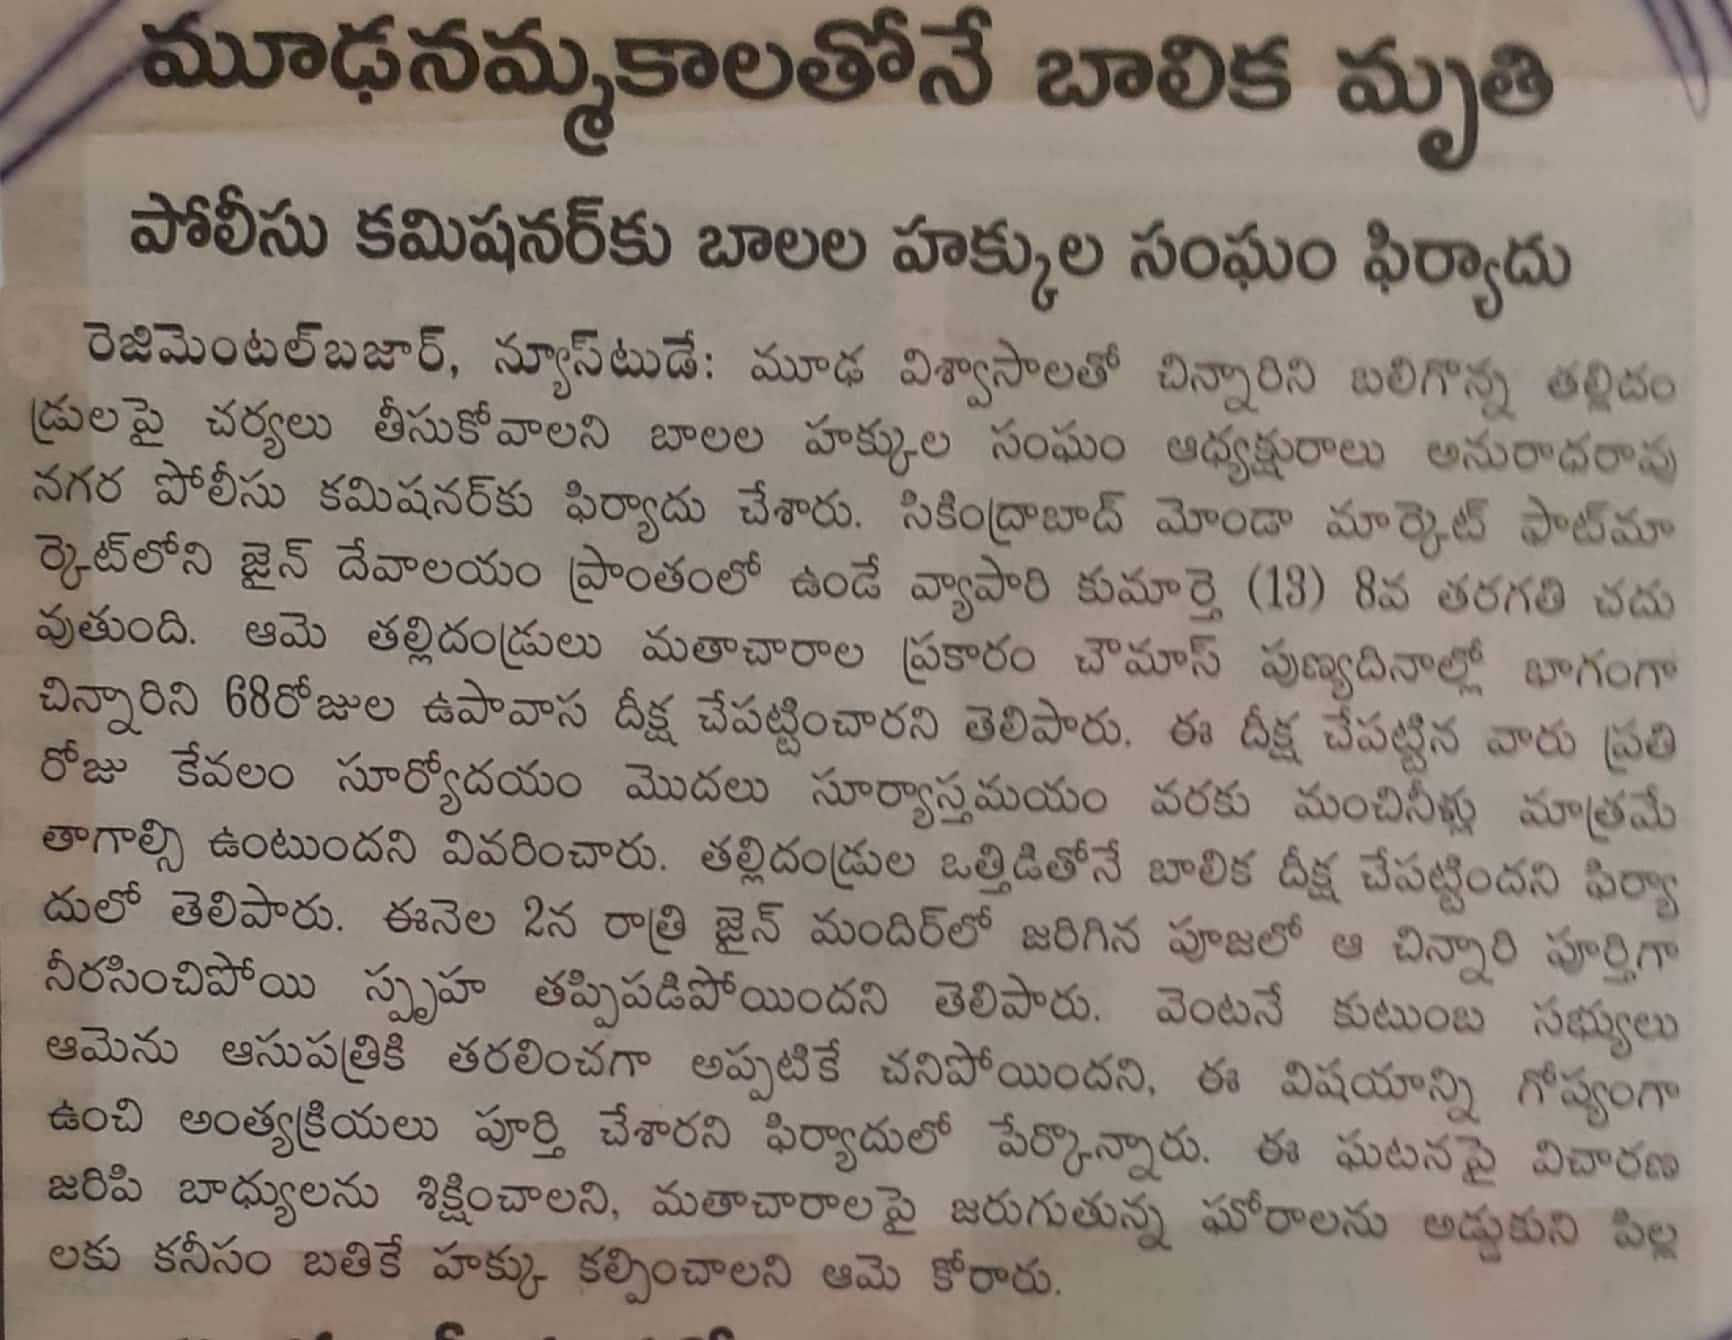 మూఢనమ్మకాలతోనే బాలిక మృతి
పోలీసు కమిషనర్‌కు బాలల హక్కుల సంఘం ఫిర్యాదు
రెజిమెంటల్‌బజార్, న్యూస్‌టుడే: మూఢ విశ్వాసాలతో చిన్నారిని బలిగొన్న తల్లిదం
డ్రులపై చర్యలు తీసుకోవాలని బాలల హక్కుల సంఘం అధ్యక్షురాలు అనురాధరావు
నగర పోలీసు కమిషనర్‌కు ఫిర్యాదు చేశారు. సికింద్రాబాద్ మోండా మార్కెట్ ఫాట్‌మా
ర్కెట్‌లోని జైన్ దేవాలయం ప్రాంతంలో ఉండే వ్యాపారి కుమార్తె (13) 8వ తరగతి చదు
వుతుంది. ఆమె తల్లిదండ్రులు మతాచారాల ప్రకారం చౌమాస్ పుణ్యదినాల్లో భాగంగా
చిన్నారిని 68రోజుల ఉపావాస దీక్ష చేపట్టించారని తెలిపారు. ఈ దీక్ష చేపట్టిన వారు ప్రతి
రోజు కేవలం సూర్యోదయం మొదలు సూర్యాస్తమయం వరకు మంచినీళ్లు మాత్రమే
తాగాల్సి ఉంటుందని వివరించారు. తల్లిదండ్రుల ఒత్తిడితోనే బాలిక దీక్ష చేపట్టిందని ఫిర్యా
దులో తెలిపారు. ఈనెల 2న రాత్రి జైన్ మందిర్‌లో జరిగిన పూజలో ఆ చిన్నారి పూర్తిగా
నీరసించిపోయి స్పృహ తప్పిపడిపోయిందని తెలిపారు. వెంటనే కుటుంబ సభ్యులు
ఆమెను ఆసుపత్రికి తరలించగా అప్పటికే చనిపోయిందని, ఈ విషయాన్ని గోప్యంగా
ఉంచి అంత్యక్రియలు పూర్తి చేశారని ఫిర్యాదులో పేర్కొన్నారు. ఈ ఘటనపై విచారణ
జరిపి బాధ్యులను శిక్షించాలని, మతాచారాలపై జరుగుతున్న ఘోరాలను అడ్డుకుని పిల్ల
లకు కనీసం బతికే హక్కు కల్పించాలని ఆమె కోరారు.